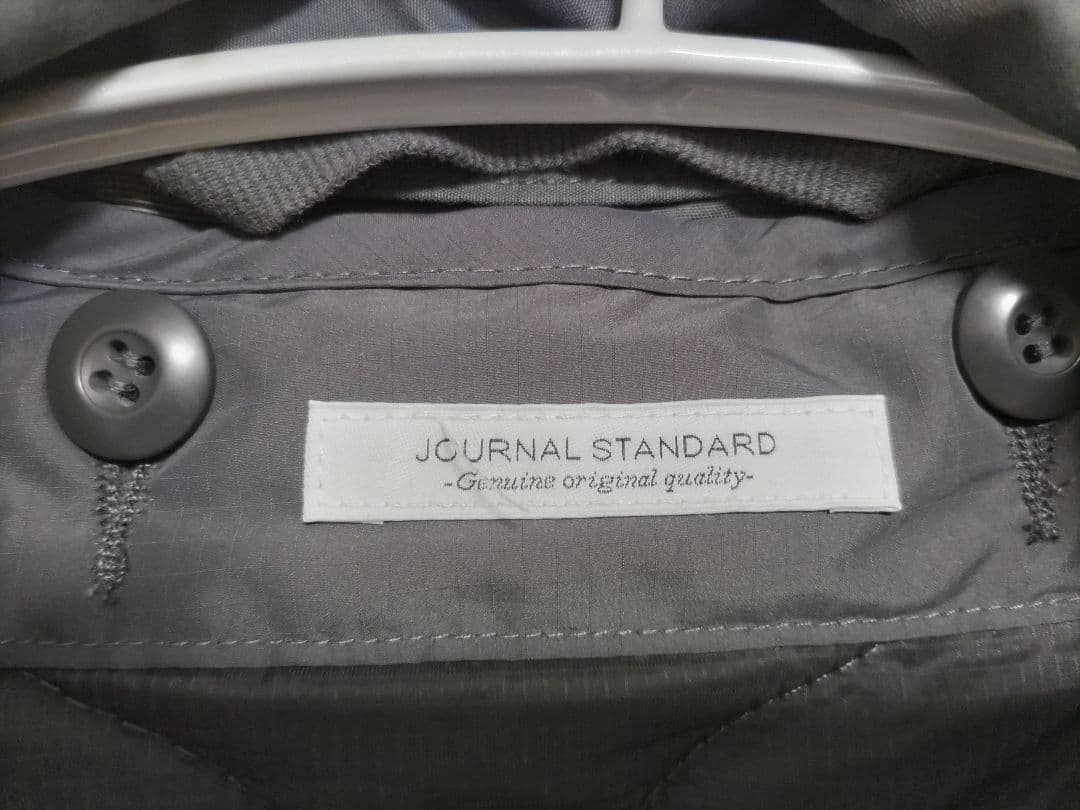 JOURNAL STANDARD
-Genuine original quality-